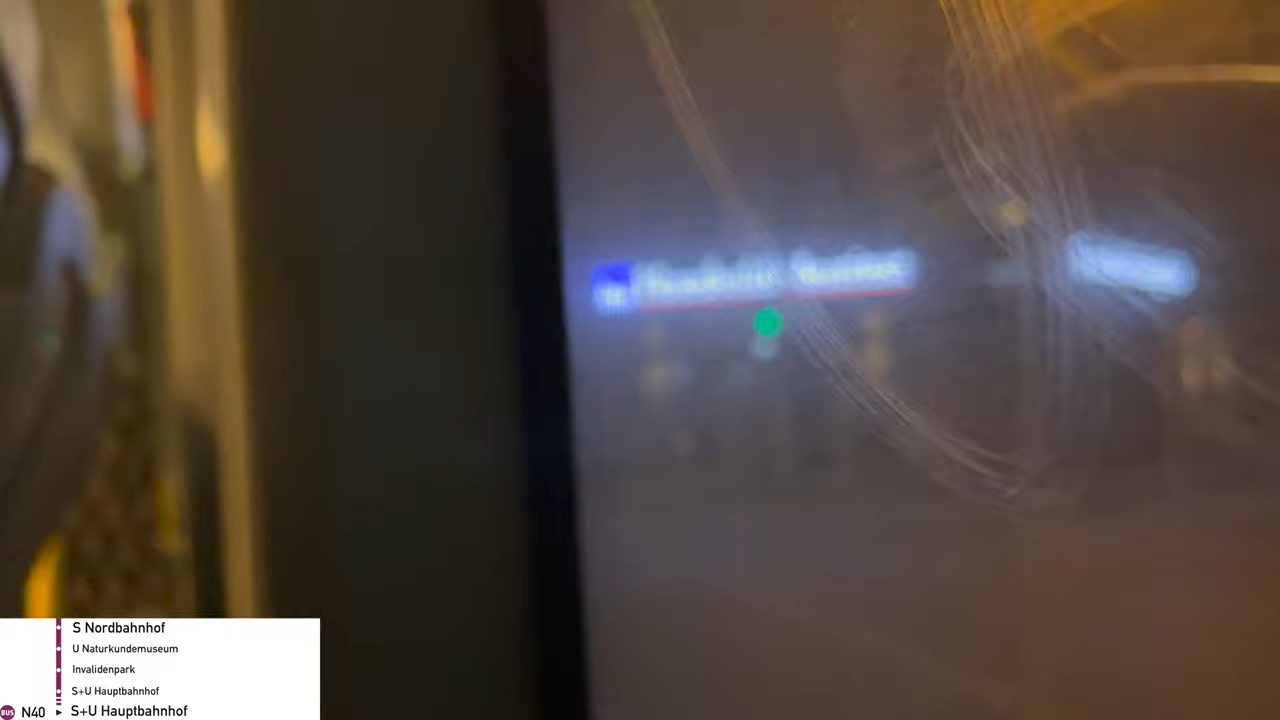 S Nordbahnhof
U Naturkundemuseum
Invalidenpark
S+U Hauptbahnhof
BUS N40 ▸ S+U Hauptbahnhof